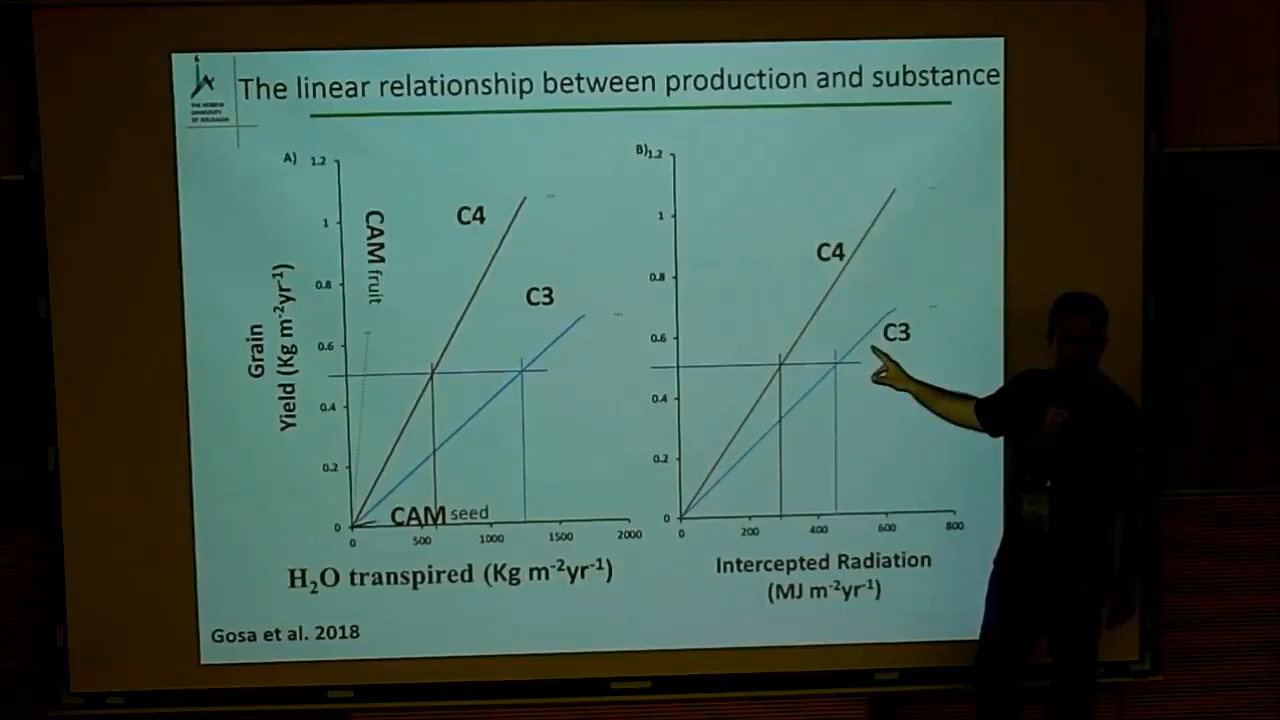 THE HEBREW
UNIVERSITY
OF JERUSALEM
The linear relationship between production and substance
A)
1.2
1
0.8
0.6
0.4
0.2
0
Grain
Yield (Kg m-2yr-1)
CAM fruit
C4
C3
CAM seed
0
500
1000
1500
2000
H2O transpired (Kg m-2yr-1)
B)
1.2
1
0.8
0.6
0.4
0.2
0
C4
C3
0
200
400
600
800
Intercepted Radiation
(MJ m-2yr-1)
Gosa et al. 2018